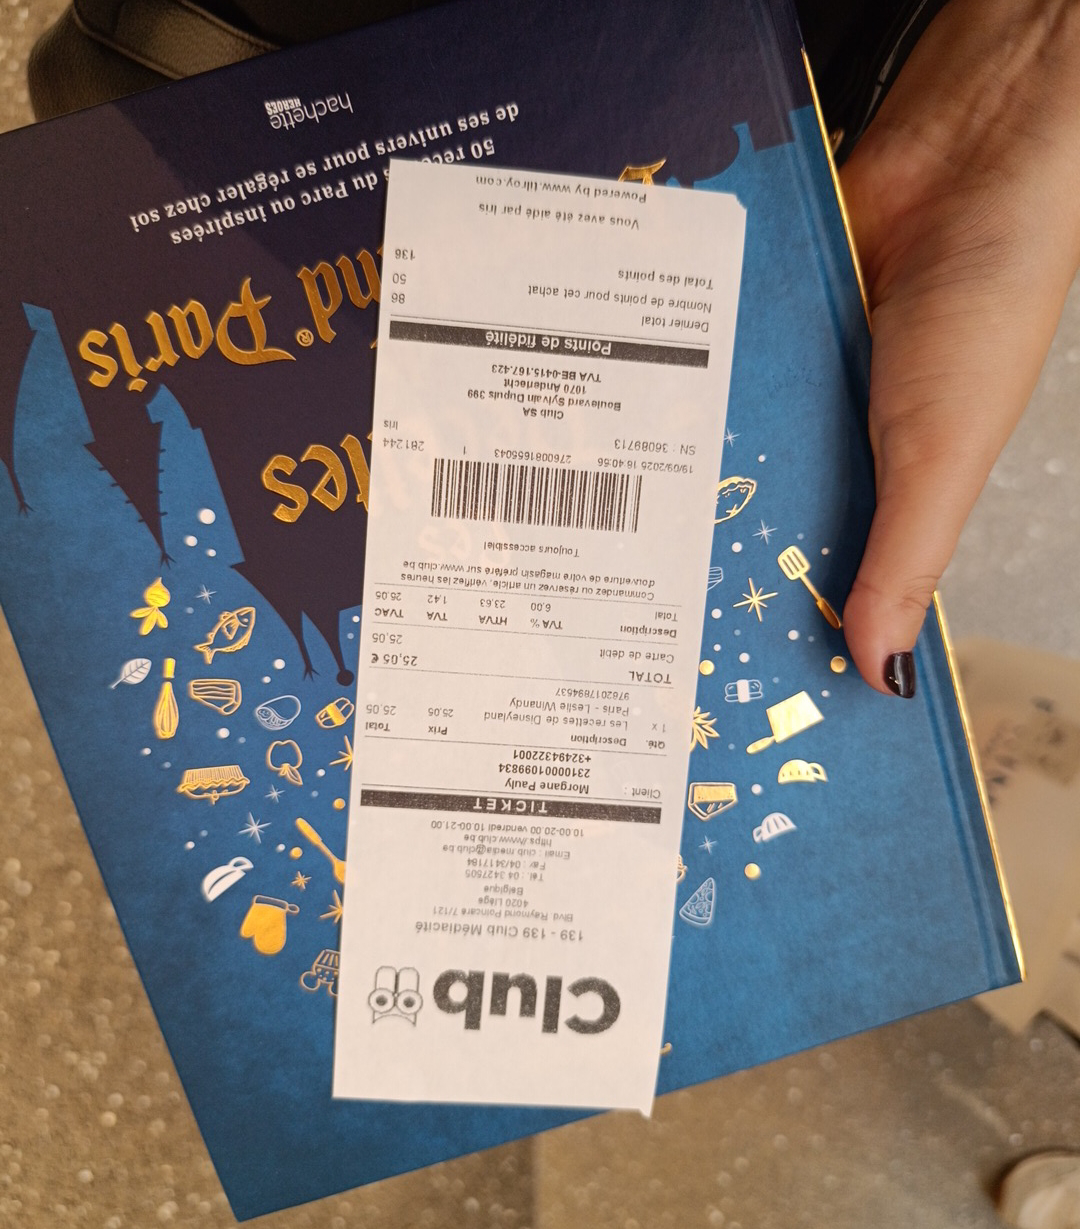 Club
139 - 139 Club Médiacité
Blvd Raymond Poincaré 7/121
4020 Liège
Belgique
Tél. : 04 3427505
Fax : 04/3417184
Email : club.media@club.be
https://www.club.be
10.00-20.00 vendredi 10.00-21.00
TICKET
Client : Morgane Pauly
23100001099834
+32494322001
Qté. Description Prix Total
1 x Les recettes de Disneyland 25,05 25,05
Paris - Leslie Winandy
9762017894537
TOTAL 25,05 €
Carte de débit 25,05
Description TVA % HTVA TVA TVAC
Total 6,00 23.63 1.42 25.05
Commandez ou réservez un article, vérifiez les heures
d'ouverture de votre magasin préféré sur www.club.be
Toujours accessible!
19/09/2025 16:40:56 2760081655043 1 281244
SN : 36089713 Iris
Club SA
Boulevard Sylvain Dupuis 399
1070 Anderlecht
TVA BE-0415.167.423
Points de fidélité
Dernier total 86
Nombre de points pour cet achat 50
Total des points 136
Vous avez été aidé par Iris
Powered by www.tilroy.com
Paris
du Parc ou inspirées
de ses univers pour se régaler chez soi
50
hachette
HEROES